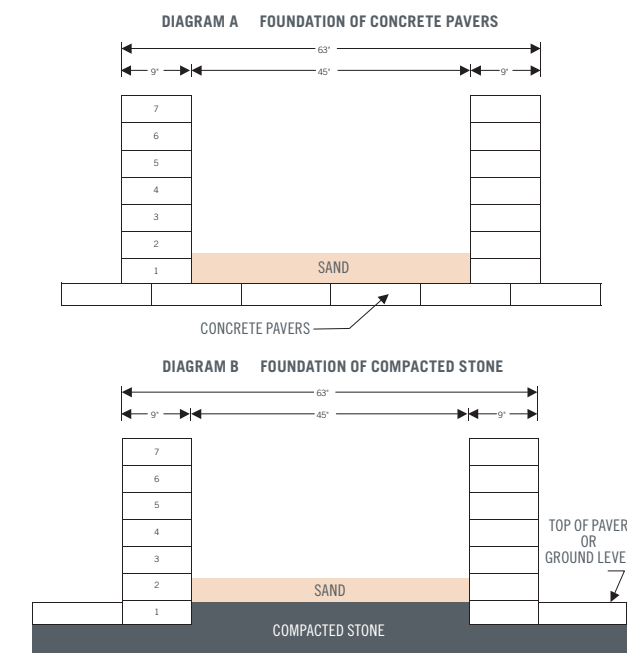 DIAGRAM A FOUNDATION OF CONCRETE PAVERS
63"
9" 45" 9"
7
6
5
4
3
2
1
SAND
CONCRETE PAVERS
DIAGRAM B FOUNDATION OF COMPACTED STONE
63"
9" 45" 9"
7
6
5
4
3
2
1
TOP OF PAVER
OR
GROUND LEVE
SAND
COMPACTED STONE